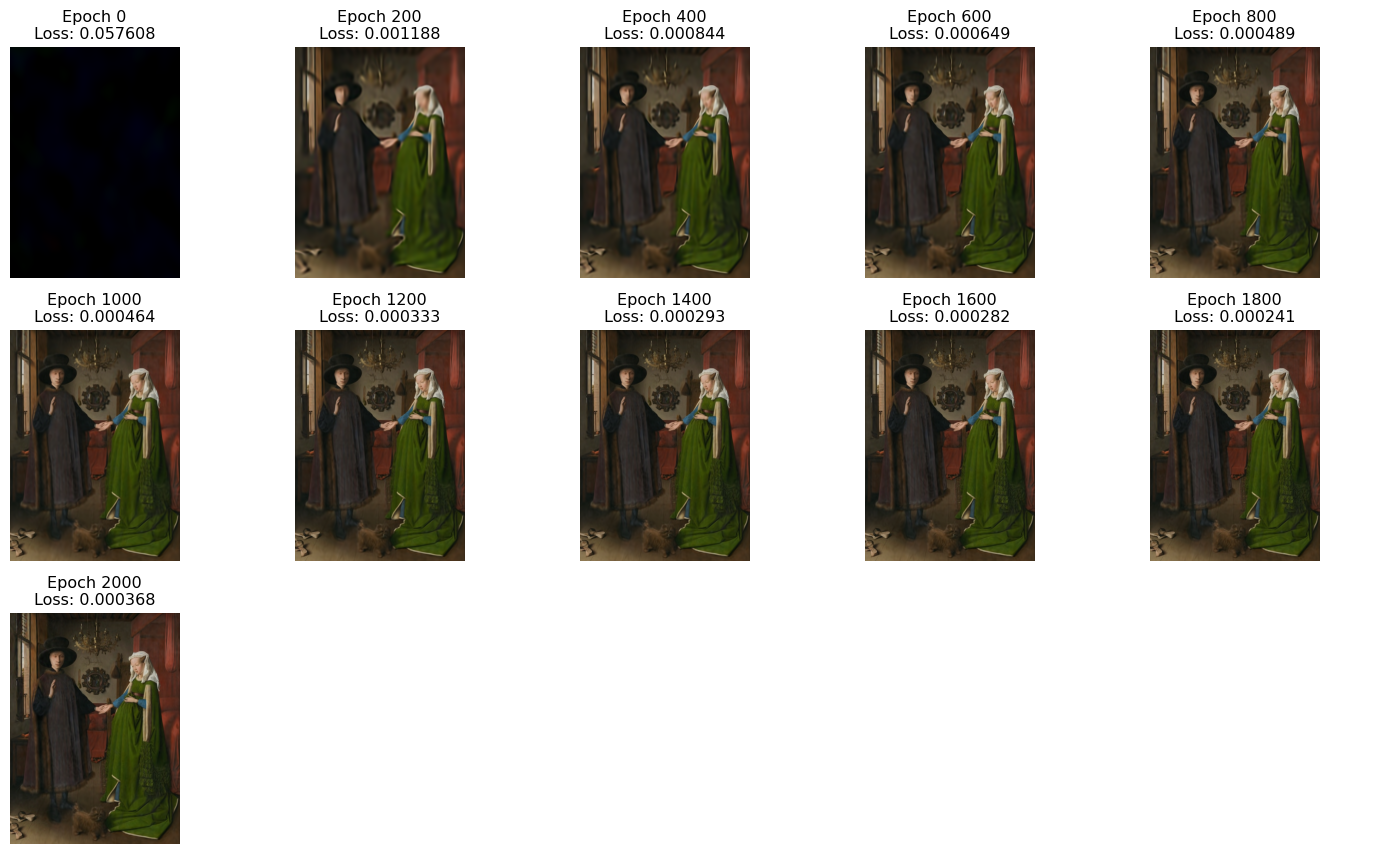 Epoch 0
Loss: 0.057608
Epoch 200
Loss: 0.001188
Epoch 400
Loss: 0.000844
Epoch 600
Loss: 0.000649
Epoch 800
Loss: 0.000489
Epoch 1000
Loss: 0.000464
Epoch 1200
Loss: 0.000333
Epoch 1400
Loss: 0.000293
Epoch 1600
Loss: 0.000282
Epoch 1800
Loss: 0.000241
Epoch 2000
Loss: 0.000368